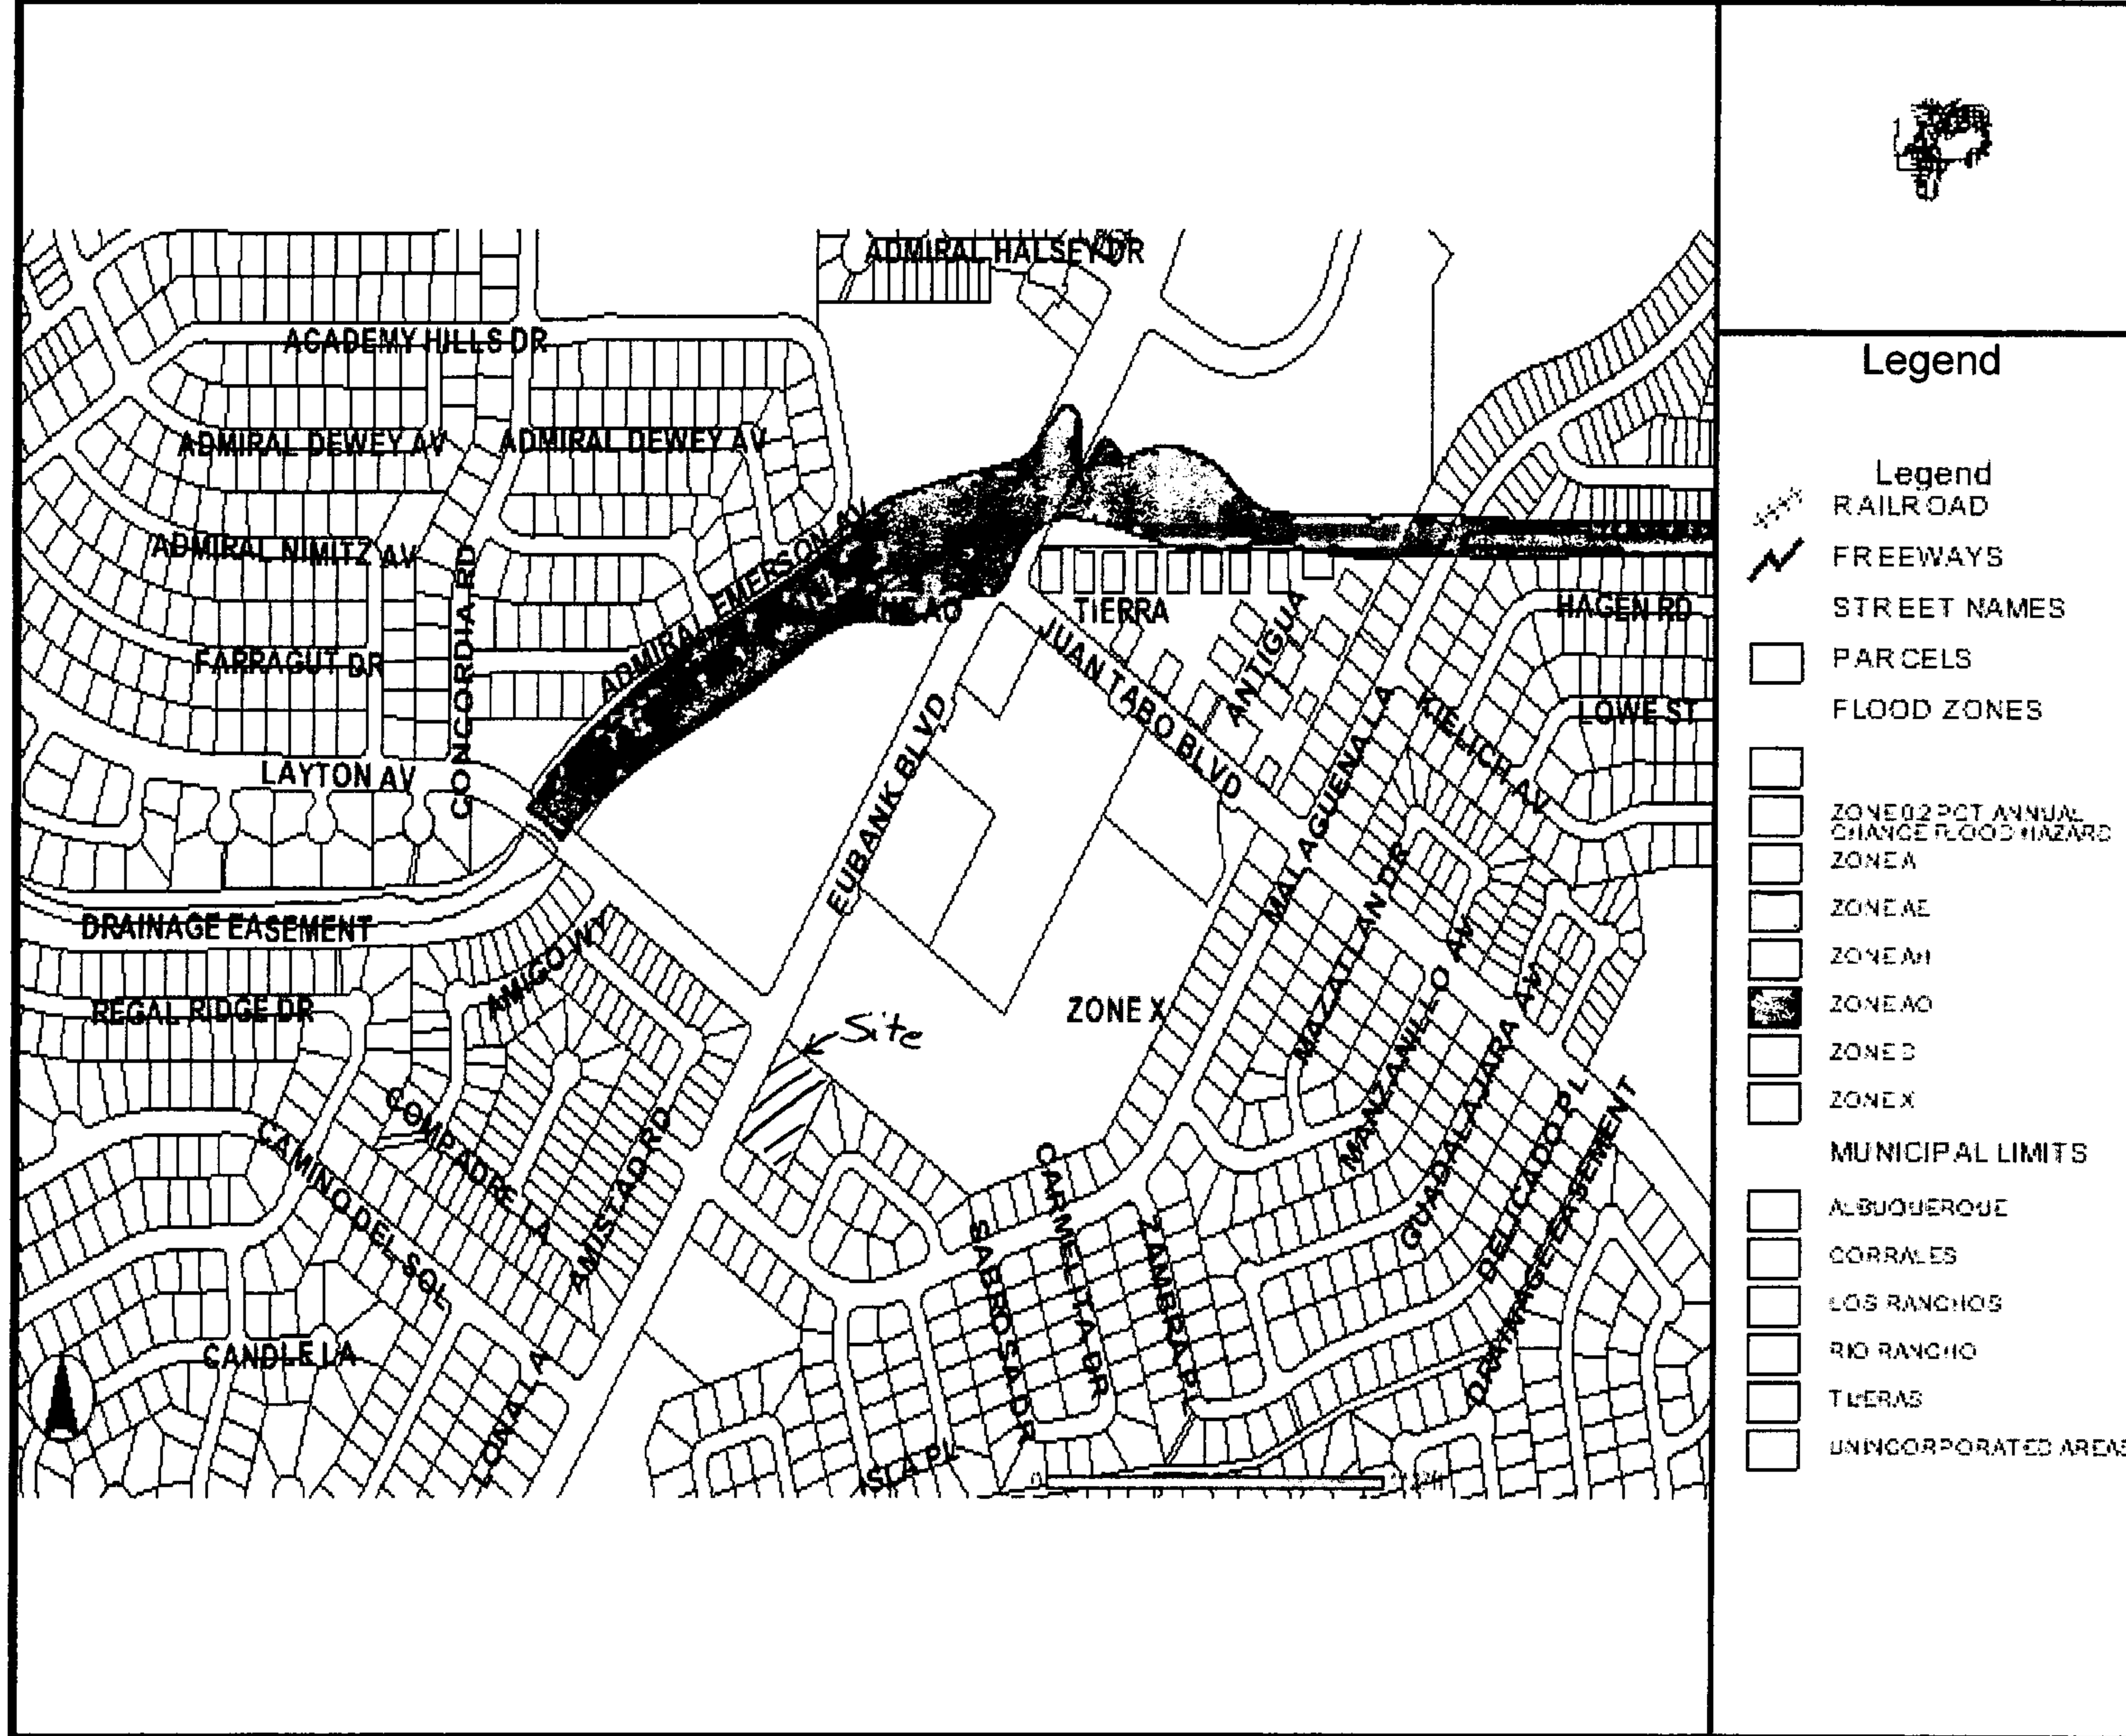 ADMIRAL HALSEY DR
ACADEMY HILLS DR
ADMIRAL DEWEY AV
ADMIRAL DEWEY AV
ADMIRAL NIMITZ AV
ADMIRAL EMERSON AV
CONCORDIA RD
FARRAGUT DR
LAYTON AV
TIERRA
ANTIGUA
JUAN TABO BLVD
EUBANK BLVD
HAGEN RD
LOWE ST
KIELICH AV
MALAGUENA LA
MAZATLAN DR
MANZANILLO AV
GUADALAJARA AV
DELICADO PL
DRAINAGE EASEMENT
DRAINAGE EASEMENT
AMIGO WY
REGAL RIDGE DR
ZONE X
Site
COMPADRE LA
CAMINO DEL SOL
AMISTAD RD
CARMELITA DR
SABROSA DR
ZAMBRA PL
CANDLE LA
LONA LA
ISLA PL
0
Legend
Legend
RAILROAD
FREEWAYS
STREET NAMES
PARCELS
FLOOD ZONES
ZONE 02 PCT ANNUAL
CHANCE FLOOD HAZARD
ZONE A
ZONE AE
ZONE AH
ZONE AO
ZONE D
ZONE X
MUNICIPAL LIMITS
ALBUQUERQUE
CORRALES
LOS RANCHOS
RIO RANCHO
TIJERAS
UNINCORPORATED AREAS